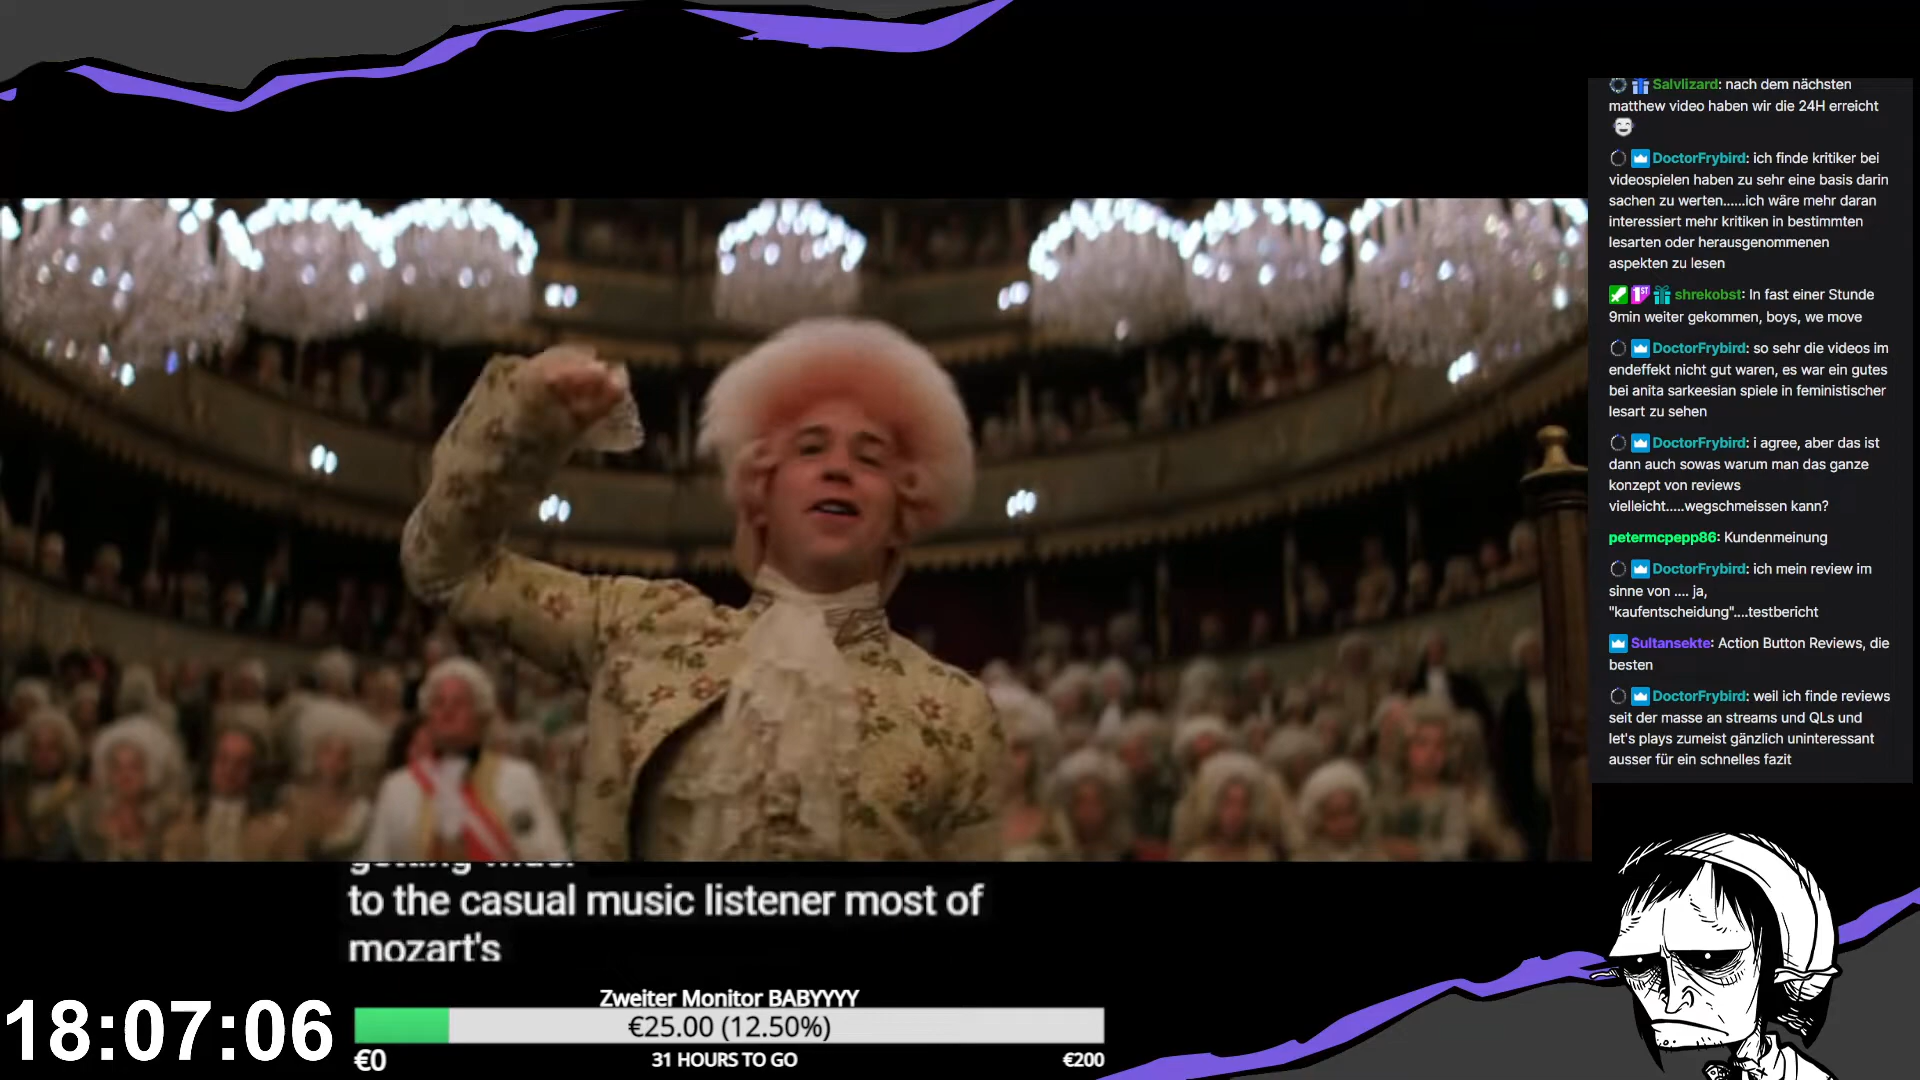 Salvlizard: nach dem nächsten
matthew video haben wir die 24H erreicht
DoctorFrybird: ich finde kritiker bei
videospielen haben zu sehr eine basis darin
sachen zu werten......ich wäre mehr daran
interessiert mehr kritiken in bestimmten
lesarten oder herausgenommenen
aspekten zu lesen
1ST shrekobst: In fast einer Stunde
9min weiter gekommen, boys, we move
DoctorFrybird: so sehr die videos im
endeffekt nicht gut waren, es war ein gutes
bei anita sarkeesian spiele in feministischer
lesart zu sehen
DoctorFrybird: i agree, aber das ist
dann auch sowas warum man das ganze
konzept von reviews
vielleicht.....wegschmeissen kann?
petermcpepp86: Kundenmeinung
DoctorFrybird: ich mein review im
sinne von .... ja,
"kaufentscheidung"....testbericht
Sultansekte: Action Button Reviews, die
besten
DoctorFrybird: weil ich finde reviews
seit der masse an streams und QLs und
let's plays zumeist gänzlich uninteressant
ausser für ein schnelles fazit
to the casual music listener most of
mozart's
18:07:06
Zweiter Monitor BABYYYY
€25.00 (12.50%)
€0
31 HOURS TO GO
€200